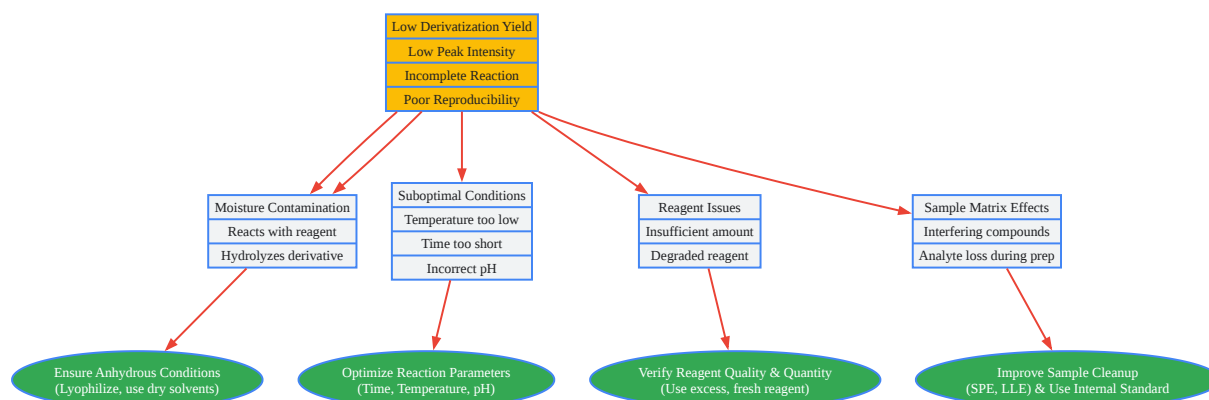 Low Derivatization Yield
Low Peak Intensity
Incomplete Reaction
Poor Reproducibility
Moisture Contamination
Reacts with reagent
Hydrolyzes derivative
Suboptimal Conditions
Temperature too low
Time too short
Incorrect pH
Reagent Issues
Insufficient amount
Degraded reagent
Sample Matrix Effects
Interfering compounds
Analyte loss during prep
Ensure Anhydrous Conditions
(Lyophilize, use dry solvents)
Optimize Reaction Parameters
(Time, Temperature, pH)
Verify Reagent Quality & Quantity
(Use excess, fresh reagent)
Improve Sample Cleanup
(SPE, LLE) & Use Internal Standard